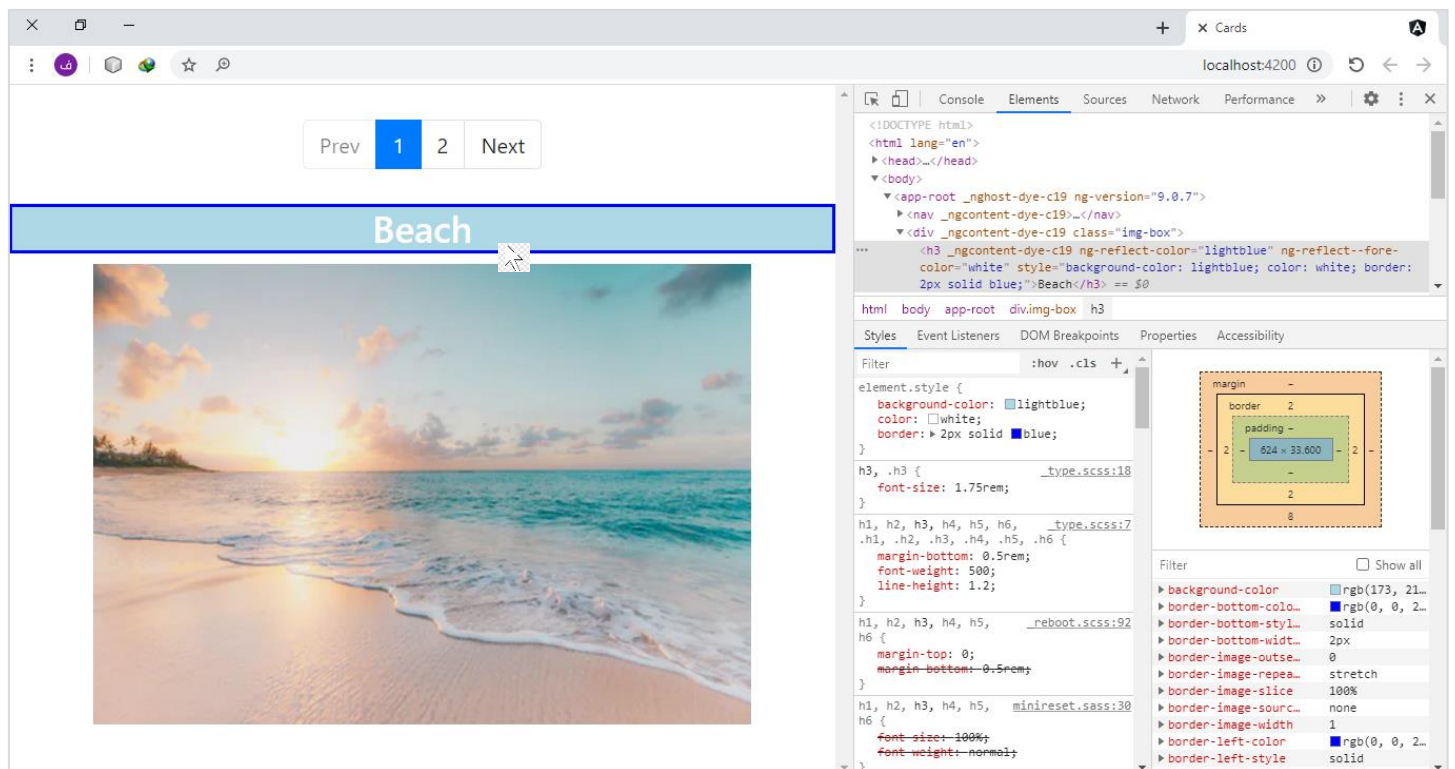 Cards
localhost:4200
ف
Prev 1 2 Next
Beach
Console Elements Sources Network Performance »
<!DOCTYPE html>
<html lang="en">
<head>…</head>
<body>
<app-root _nghost-dye-c19 ng-version="9.0.7">
<nav _ngcontent-dye-c19>…</nav>
<div _ngcontent-dye-c19 class="img-box">
<h3 _ngcontent-dye-c19 ng-reflect-color="lightblue" ng-reflect--fore-
color="white" style="background-color: lightblue; color: white; border:
2px solid blue;">Beach</h3> == $0
html body app-root div.img-box h3
Styles Event Listeners DOM Breakpoints Properties Accessibility
Filter :hov .cls +
element.style {
background-color: lightblue;
color: white;
border: 2px solid blue;
}
h3, .h3 { _type.scss:18
font-size: 1.75rem;
}
h1, h2, h3, h4, h5, h6, _type.scss:7
.h1, .h2, .h3, .h4, .h5, .h6 {
margin-bottom: 0.5rem;
font-weight: 500;
line-height: 1.2;
}
h1, h2, h3, h4, h5, _reboot.scss:92
h6 {
margin-top: 0;
margin-bottom: 0.5rem;
}
h1, h2, h3, h4, h5, minireset.sass:30
h6 {
font-size: 100%;
font-weight: normal;
}
margin –
border 2
padding –
– 2 – 624 × 33.600 – 2 –
–
2
8
Filter Show all
background-color rgb(173, 21…
border-bottom-colo… rgb(0, 0, 2…
border-bottom-styl… solid
border-bottom-widt… 2px
border-image-outse… 0
border-image-repea… stretch
border-image-slice 100%
border-image-sourc… none
border-image-width 1
border-left-color rgb(0, 0, 2…
border-left-style solid